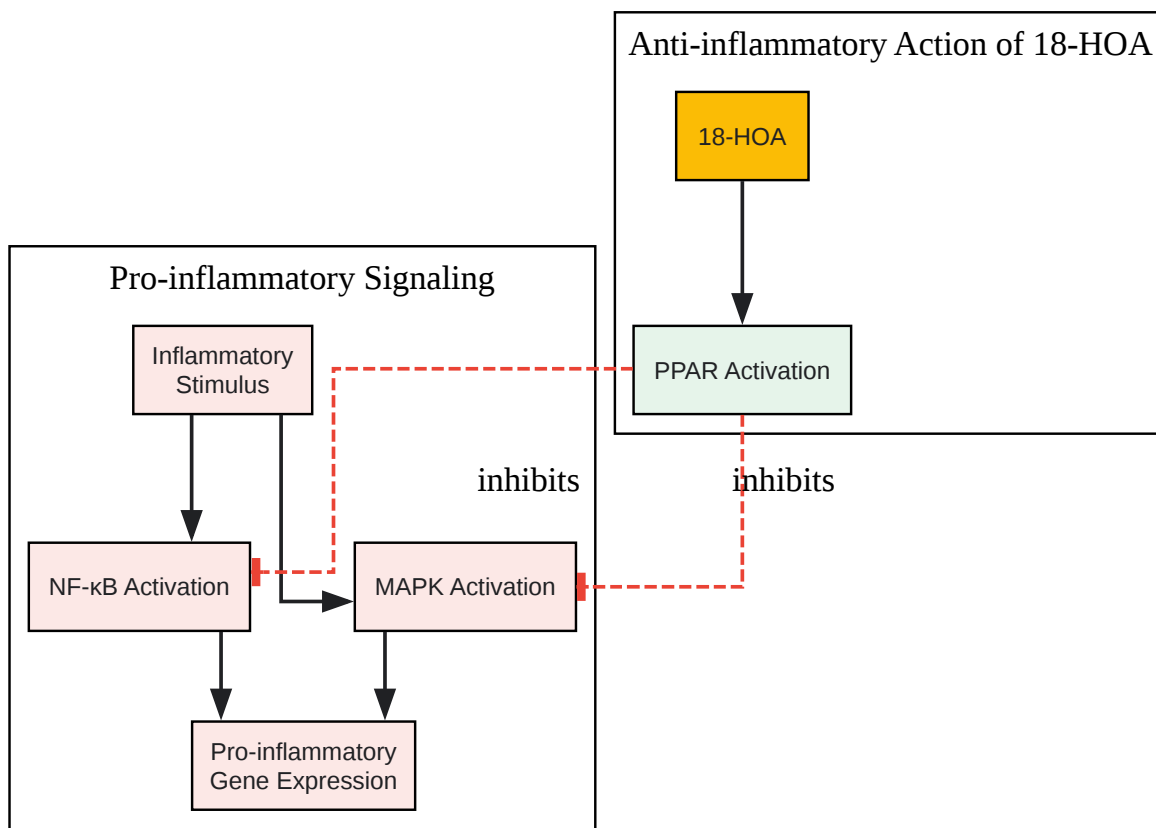 Anti-inflammatory Action of 18-HOA
18-HOA
Pro-inflammatory Signaling
Inflammatory
Stimulus
PPAR Activation
inhibits
inhibits
NF-κB Activation
MAPK Activation
Pro-inflammatory
Gene Expression